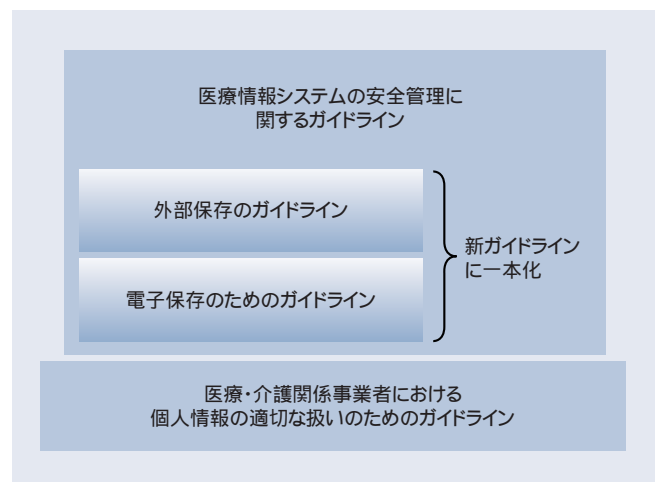 医療情報システムの安全管理に
関するガイドライン
外部保存のガイドライン
電子保存のためのガイドライン
新ガイドライン
に一本化
医療・介護関係事業者における
個人情報の適切な扱いのためのガイドライン